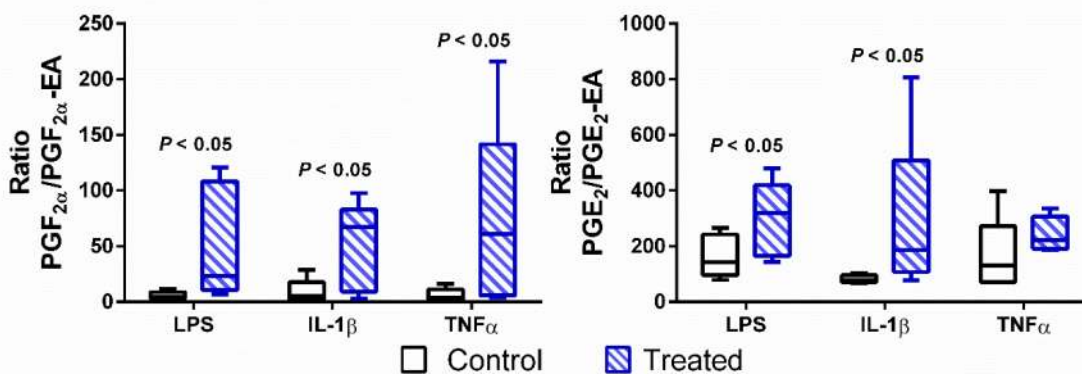 Ratio
PGF2α/PGF2α-EA
250
200
150
100
50
0
P < 0.05
P < 0.05
P < 0.05
LPS
IL-1β
TNFα
Ratio
PGE2/PGE2-EA
1000
800
600
400
200
0
P < 0.05
P < 0.05
LPS
IL-1β
TNFα
Control
Treated